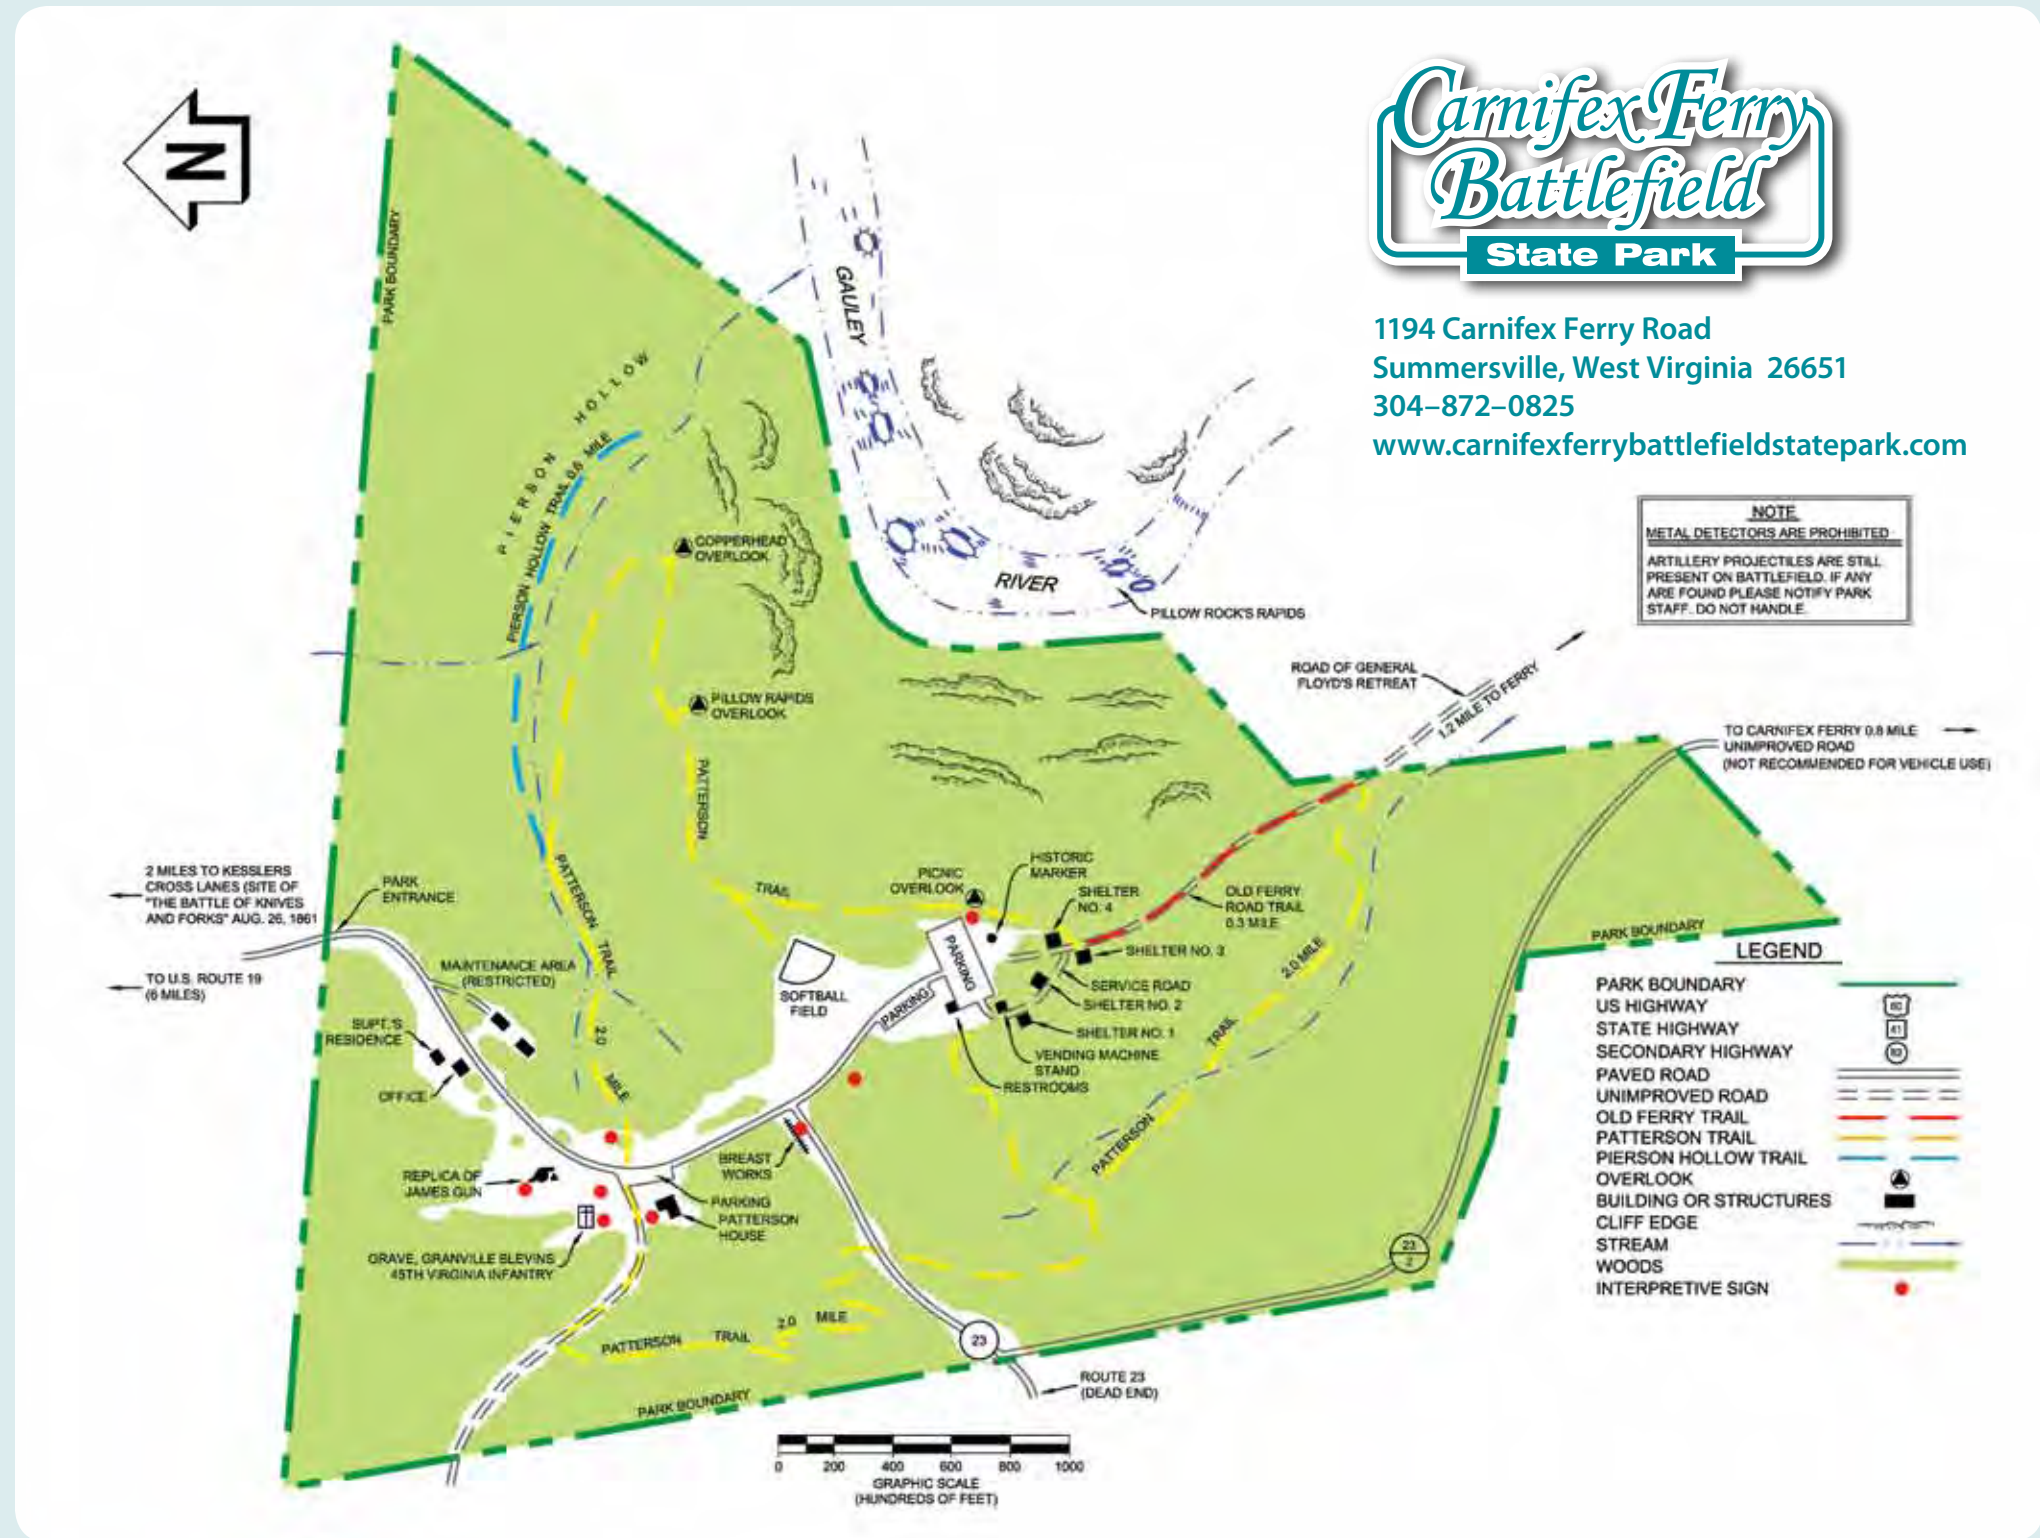 Carnifex Ferry
Battlefield
State Park
1194 Carnifex Ferry Road
Summersville, West Virginia 26651
304–872–0825
www.carnifexferrybattlefieldstatepark.com
N
NOTE
METAL DETECTORS ARE PROHIBITED
ARTILLERY PROJECTILES ARE STILL
PRESENT ON BATTLEFIELD. IF ANY
ARE FOUND PLEASE NOTIFY PARK
STAFF. DO NOT HANDLE.
PARK BOUNDARY
GAULEY
RIVER
PILLOW ROCK'S RAPIDS
PIERSON HOLLOW
PIERSON HOLLOW TRAIL 0.6 MILE
COPPERHEAD
OVERLOOK
PILLOW RAPIDS
OVERLOOK
PATTERSON
TRAIL
ROAD OF GENERAL
FLOYD'S RETREAT
1.2 MILE TO FERRY
TO CARNIFEX FERRY 0.8 MILE
UNIMPROVED ROAD
(NOT RECOMMENDED FOR VEHICLE USE)
2 MILES TO KESSLERS
CROSS LANES (SITE OF
"THE BATTLE OF KNIVES
AND FORKS" AUG. 26, 1861
PARK
ENTRANCE
TO U.S. ROUTE 19
(6 MILES)
MAINTENANCE AREA
(RESTRICTED)
SUPT.'S
RESIDENCE
OFFICE
PATTERSON TRAIL
2.0 MILE
PICNIC
OVERLOOK
HISTORIC
MARKER
SHELTER
NO. 4
OLD FERRY
ROAD TRAIL
0.3 MILE
SHELTER NO. 3
SERVICE ROAD
SHELTER NO. 2
SHELTER NO. 1
VENDING MACHINE
STAND
RESTROOMS
PARKING
PARKING
SOFTBALL
FIELD
2.0 MILE
TRAIL
PATTERSON
PARK BOUNDARY
REPLICA OF
JAMES GUN
BREAST
WORKS
PARKING
PATTERSON
HOUSE
GRAVE, GRANVILLE BLEVINS
45TH VIRGINIA INFANTRY
PATTERSON TRAIL 2.0 MILE
PARK BOUNDARY
23
23
2
ROUTE 23
(DEAD END)
0 200 400 600 800 1000
GRAPHIC SCALE
(HUNDREDS OF FEET)
LEGEND
PARK BOUNDARY
US HIGHWAY 60
STATE HIGHWAY 41
SECONDARY HIGHWAY
PAVED ROAD
UNIMPROVED ROAD
OLD FERRY TRAIL
PATTERSON TRAIL
PIERSON HOLLOW TRAIL
OVERLOOK
BUILDING OR STRUCTURES
CLIFF EDGE
STREAM
WOODS
INTERPRETIVE SIGN